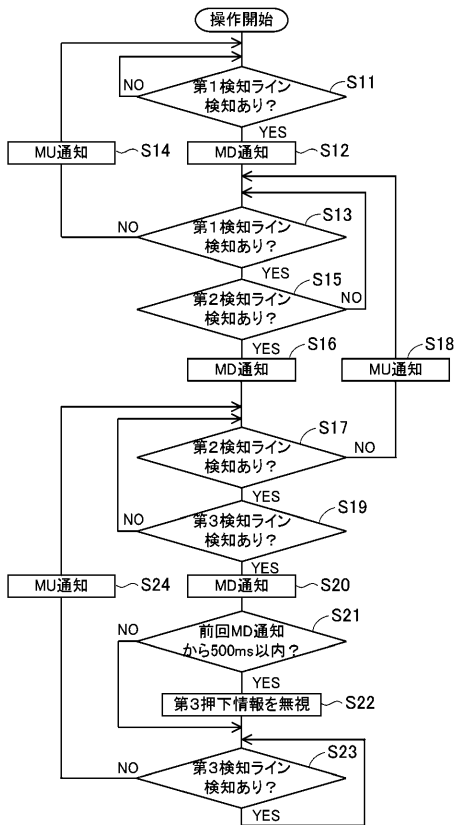 操作開始
S11
NO
第1検知ライン
検知あり?
YES
MU通知
S14
MD通知
S12
S13
NO
第1検知ライン
検知あり?
YES
S15
第2検知ライン
検知あり?
NO
YES
S16
MD通知
S18
MU通知
S17
第2検知ライン
検知あり?
NO
YES
S19
第3検知ライン
検知あり?
NO
YES
MU通知
S24
MD通知
S20
S21
NO
前回MD通知
から500ms以内?
YES
第3押下情報を無視
S22
S23
NO
第3検知ライン
検知あり?
YES